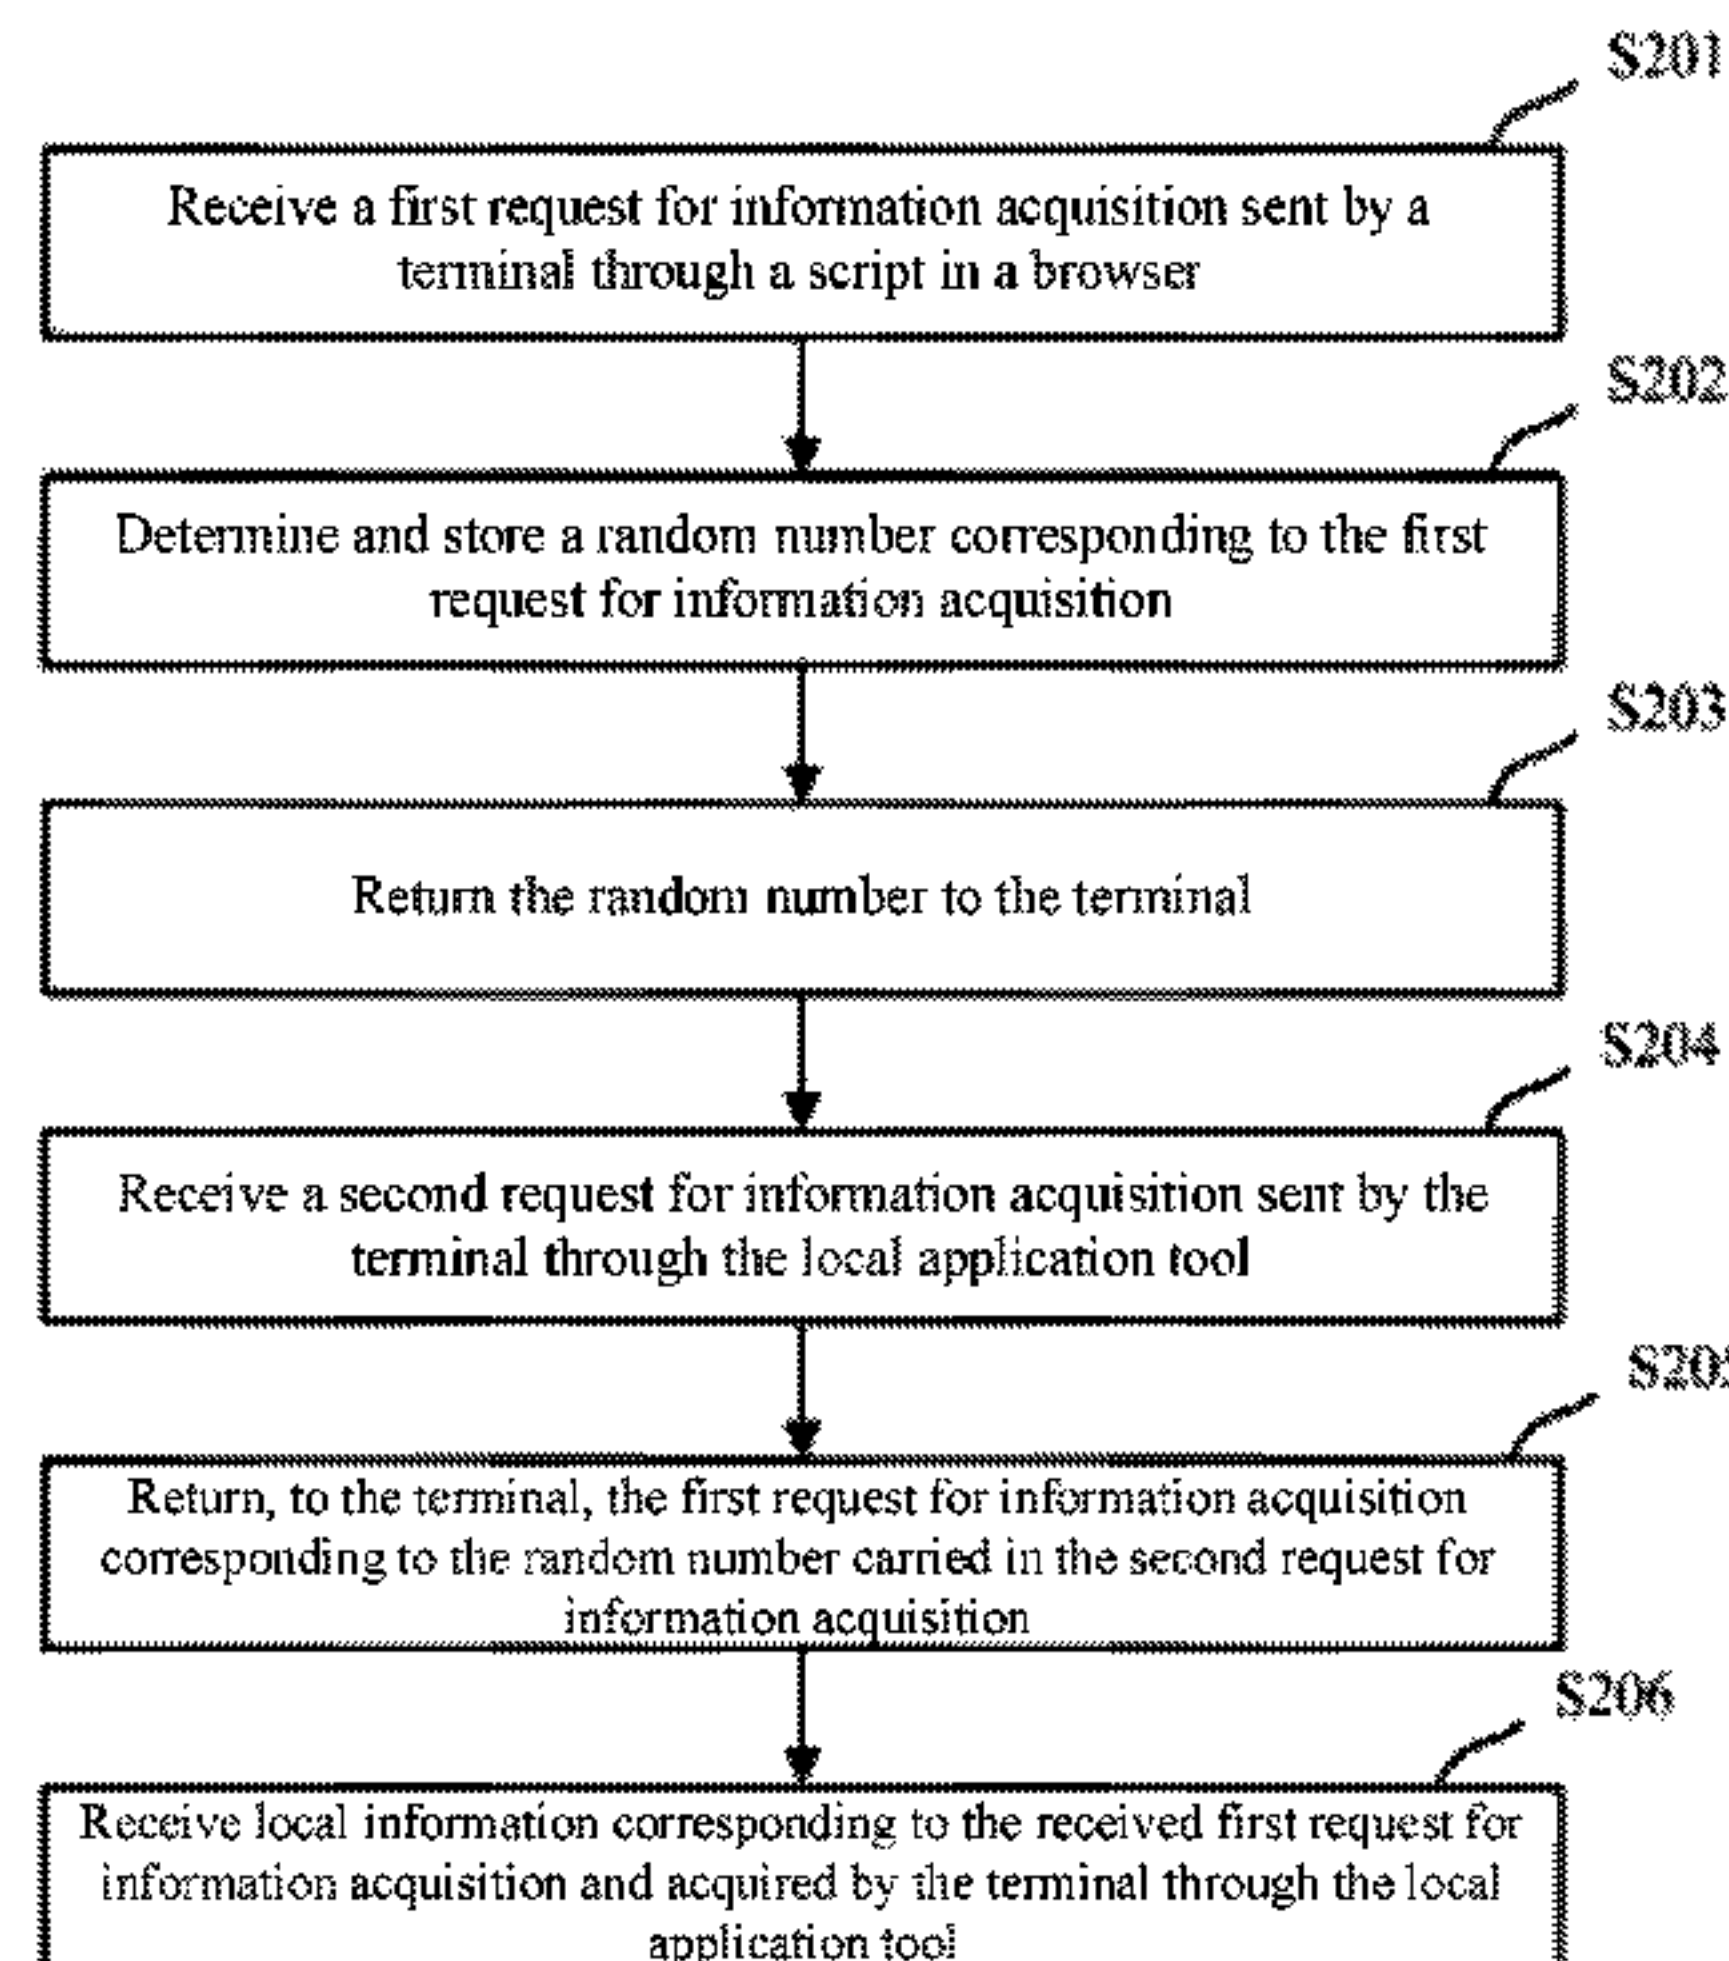 S201
Receive a first request for information acquisition sent by a
terminal through a script in a browser
S202
Determine and store a random number corresponding to the first
request for information acquisition
S203
Return the random number to the terminal
S204
Receive a second request for information acquisition sent by the
terminal through the local application tool
S205
Return, to the terminal, the first request for information acquisition
corresponding to the random number carried in the second request for
information acquisition
S206
Receive local information corresponding to the received first request for
information acquisition and acquired by the terminal through the local
application tool